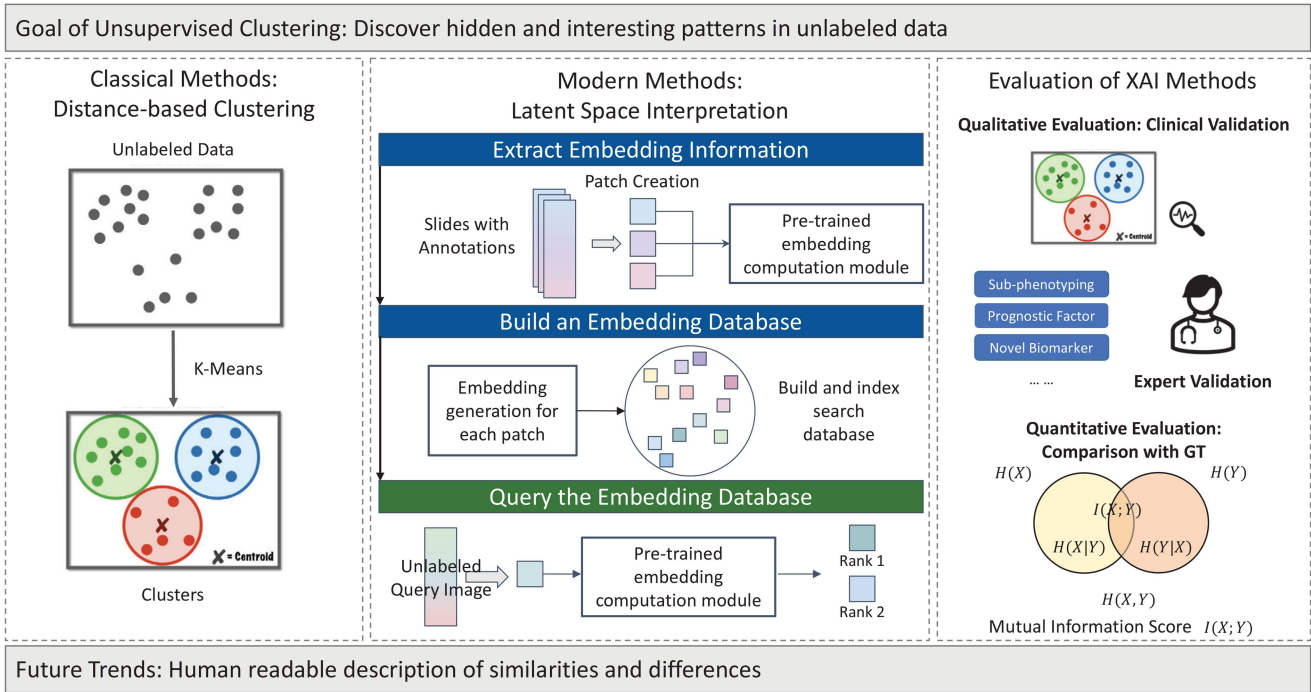 Goal of Unsupervised Clustering: Discover hidden and interesting patterns in unlabeled data
Classical Methods:
Distance-based Clustering
Unlabeled Data
K-Means
X = Centroid
Clusters
Modern Methods:
Latent Space Interpretation
Extract Embedding Information
Patch Creation
Slides with
Annotations
Pre-trained
embedding
computation module
Build an Embedding Database
Embedding
generation for
each patch
Build and index
search
database
Query the Embedding Database
Unlabeled
Query Image
Pre-trained
embedding
computation module
Rank 1
Rank 2
Evaluation of XAI Methods
Qualitative Evaluation: Clinical Validation
X = Centroid
Sub-phenotyping
Prognostic Factor
Novel Biomarker
... ...
Expert Validation
Quantitative Evaluation:
Comparison with GT
H(X)
H(Y)
I(X;Y)
H(X|Y)
H(Y|X)
H(X,Y)
Mutual Information Score I(X;Y)
Future Trends: Human readable description of similarities and differences